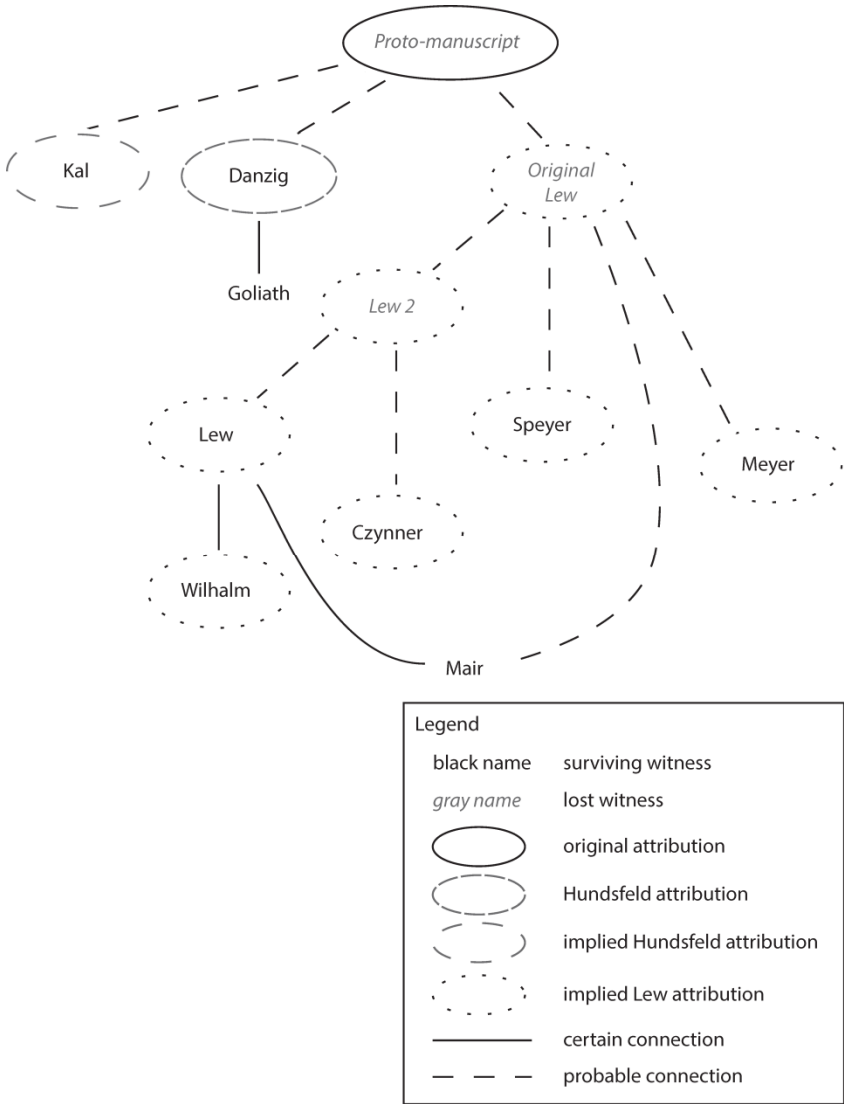 Proto-manuscript
Kal
Danzig
Original
Lew
Goliath
Lew 2
Lew
Speyer
Meyer
Czynner
Wilhalm
Mair
Legend
black name surviving witness
gray name lost witness
original attribution
Hundsfeld attribution
implied Hundsfeld attribution
implied Lew attribution
certain connection
probable connection